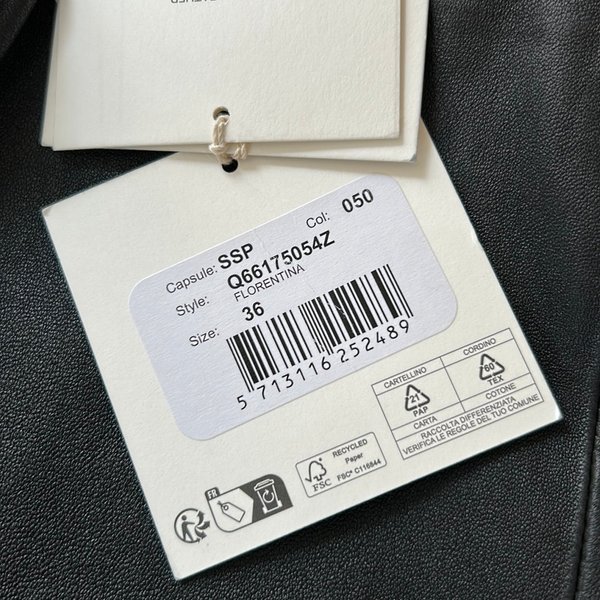 Capsule: SSP Col: 050
Style: Q66175054Z
FLORENTINA
Size: 36
5 713116 252489
CARTELLINO CORDINO
21 60
PAP TEX
CARTA COTONE
RACCOLTA DIFFERENZIATA
VERIFICA LE REGOLE DEL TUO COMUNE
RECYCLED
Paper
FSC FSC® C116844
FR